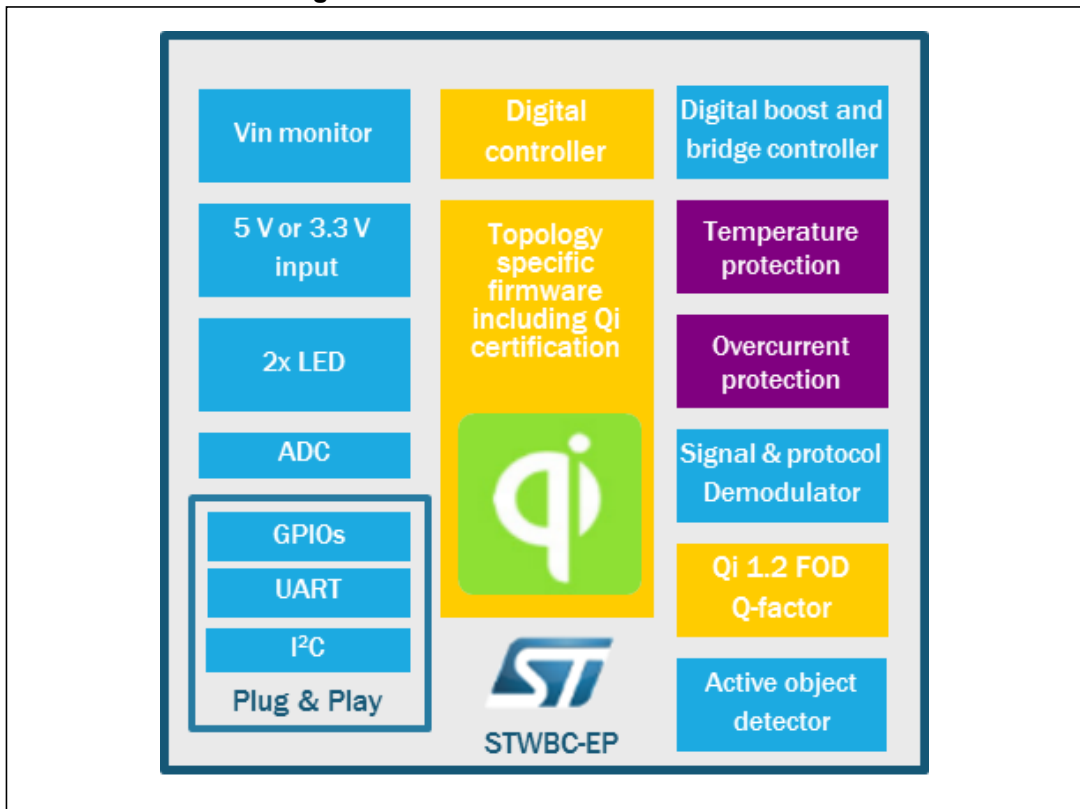 g
Vin monitor
5 V or 3.3 V
input
2x LED
ADC
GPIOs
UART
I²C
Plug & Play
Digital
controller
Topology
specific
firmware
including Qi
certification
qi
ST
STWBC-EP
Digital boost and
bridge controller
Temperature
protection
Overcurrent
protection
Signal & protocol
Demodulator
Qi 1.2 FOD
Q-factor
Active object
detector